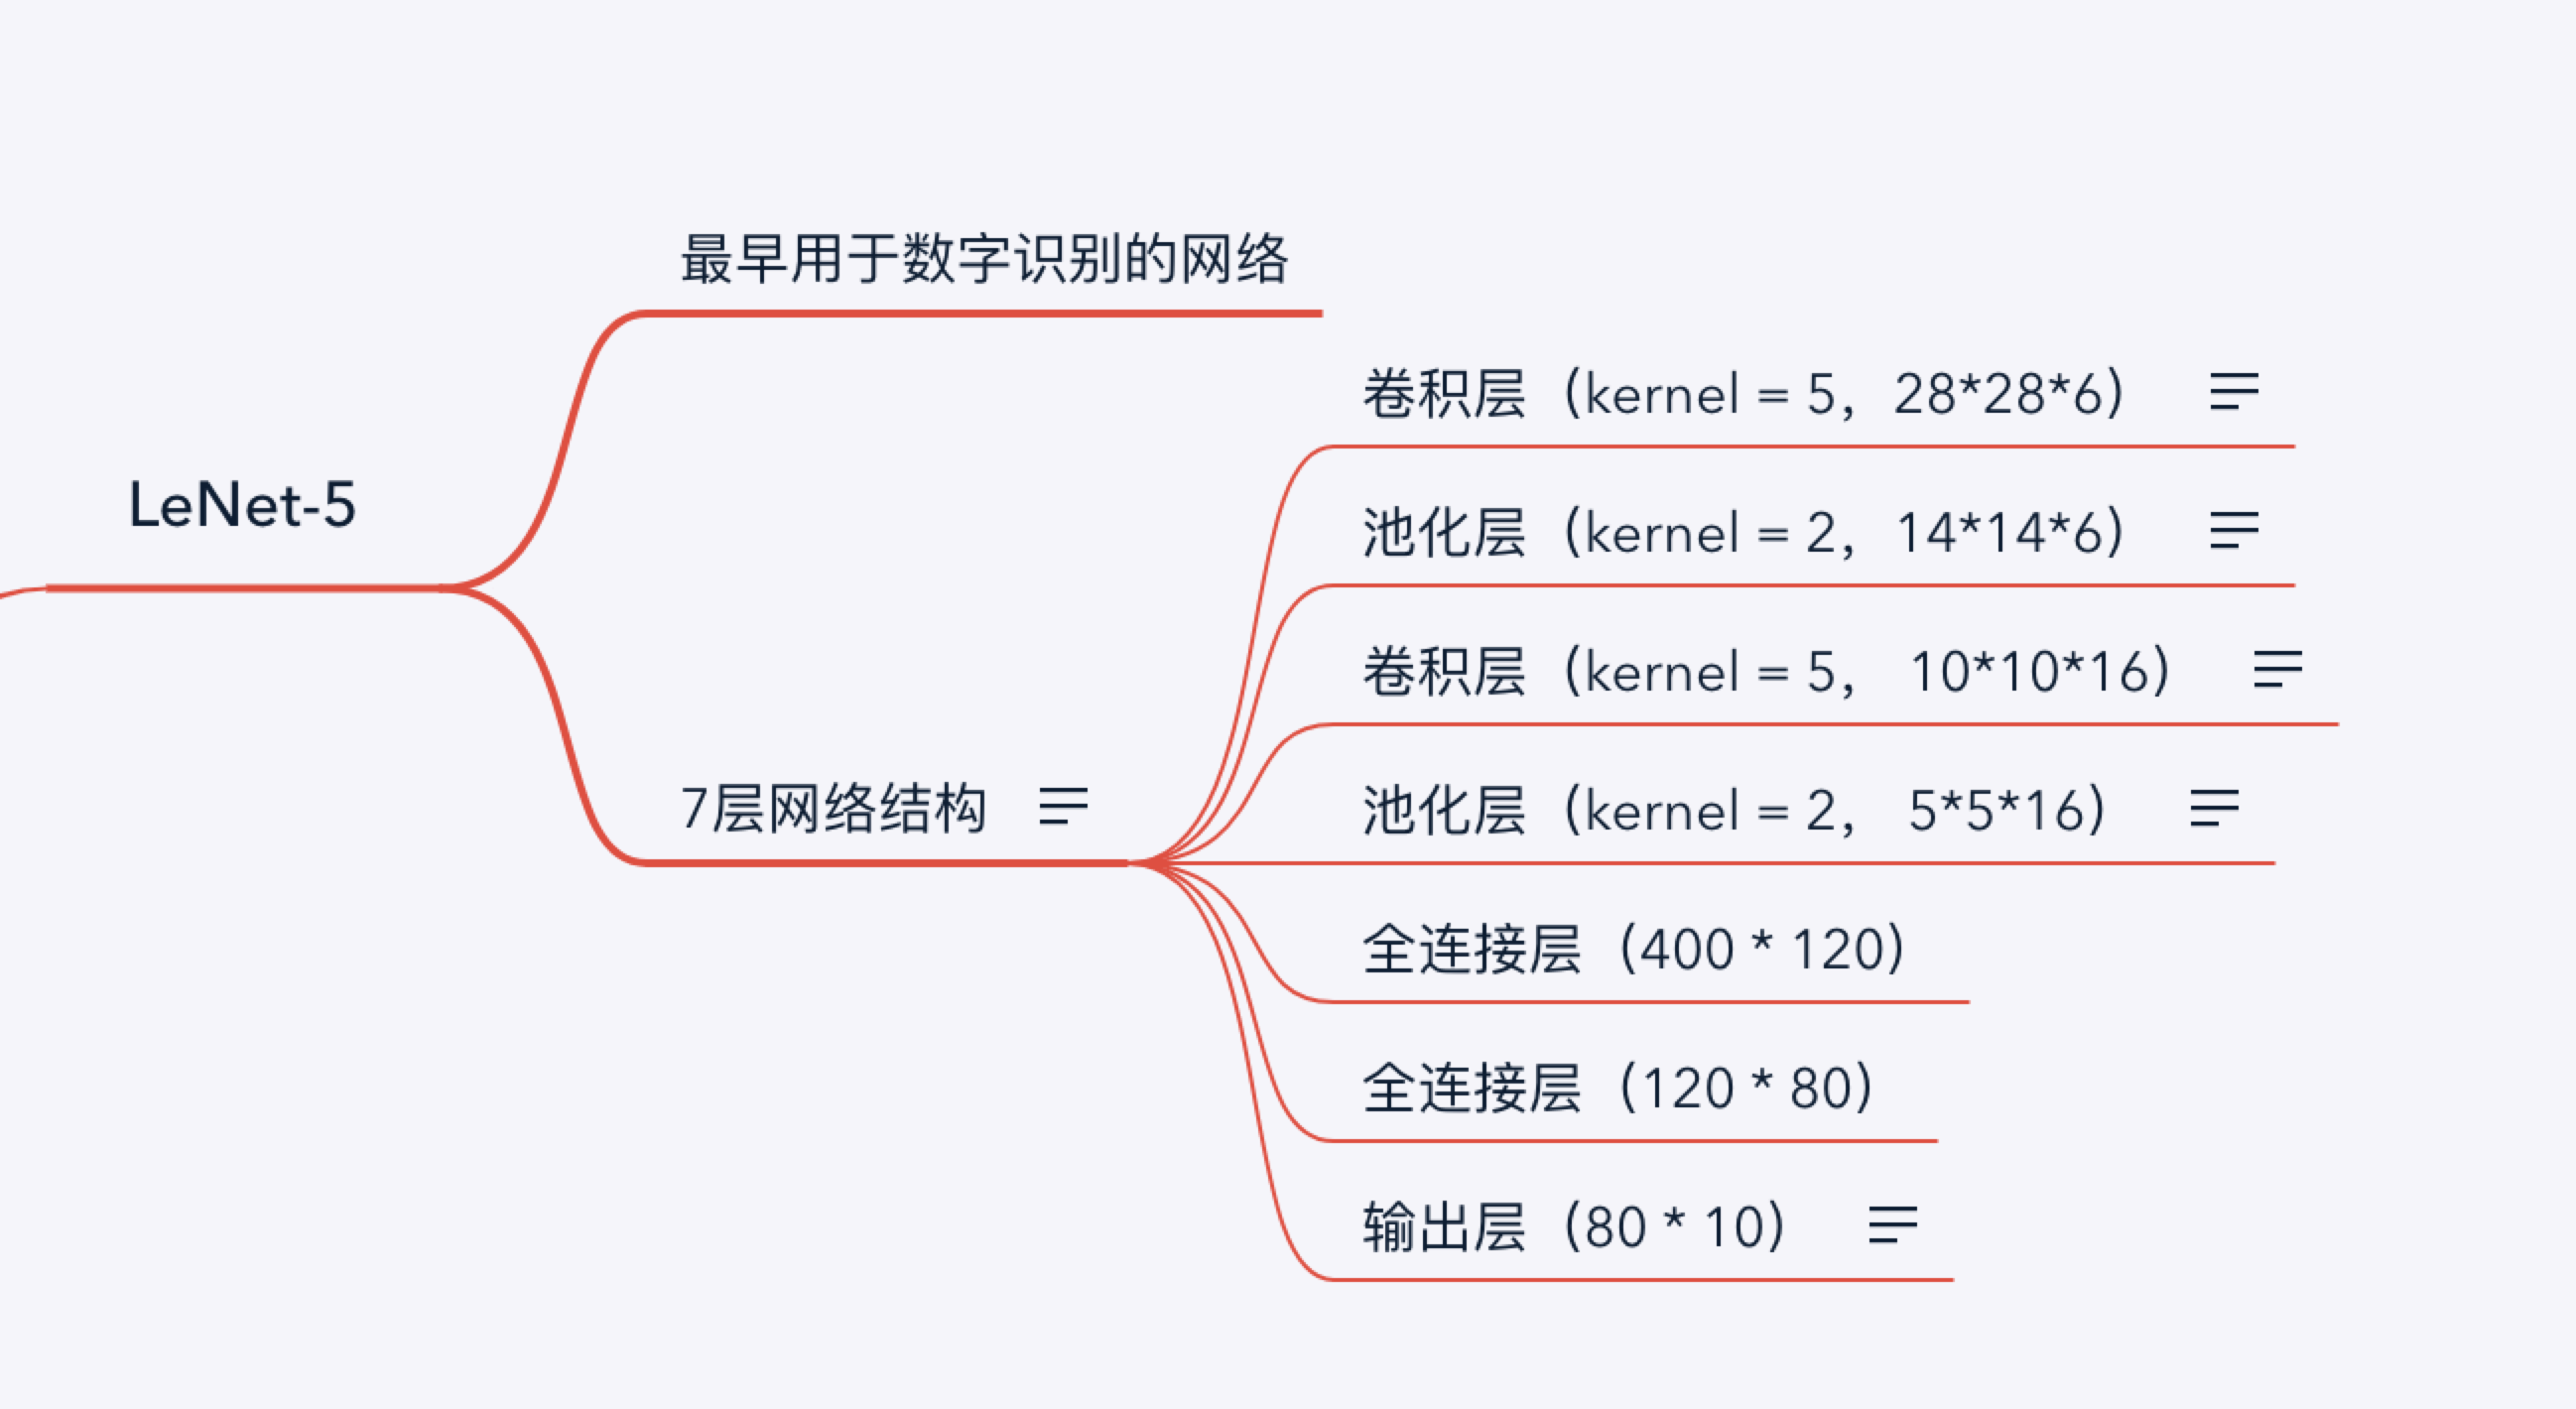 最早用于数字识别的网络
卷积层（kernel = 5，28*28*6）
LeNet-5
池化层（kernel = 2，14*14*6）
卷积层（kernel = 5， 10*10*16）
7层网络结构
池化层（kernel = 2， 5*5*16）
全连接层（400 * 120）
全连接层（120 * 80）
输出层（80 * 10）